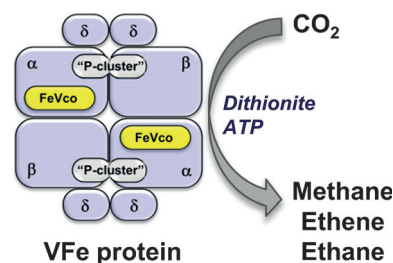 δ δ
CO2
α "P-cluster" β
FeVco
Dithionite
ATP
FeVco
β "P-cluster" α
δ δ
Methane
Ethene
Ethane
VFe protein